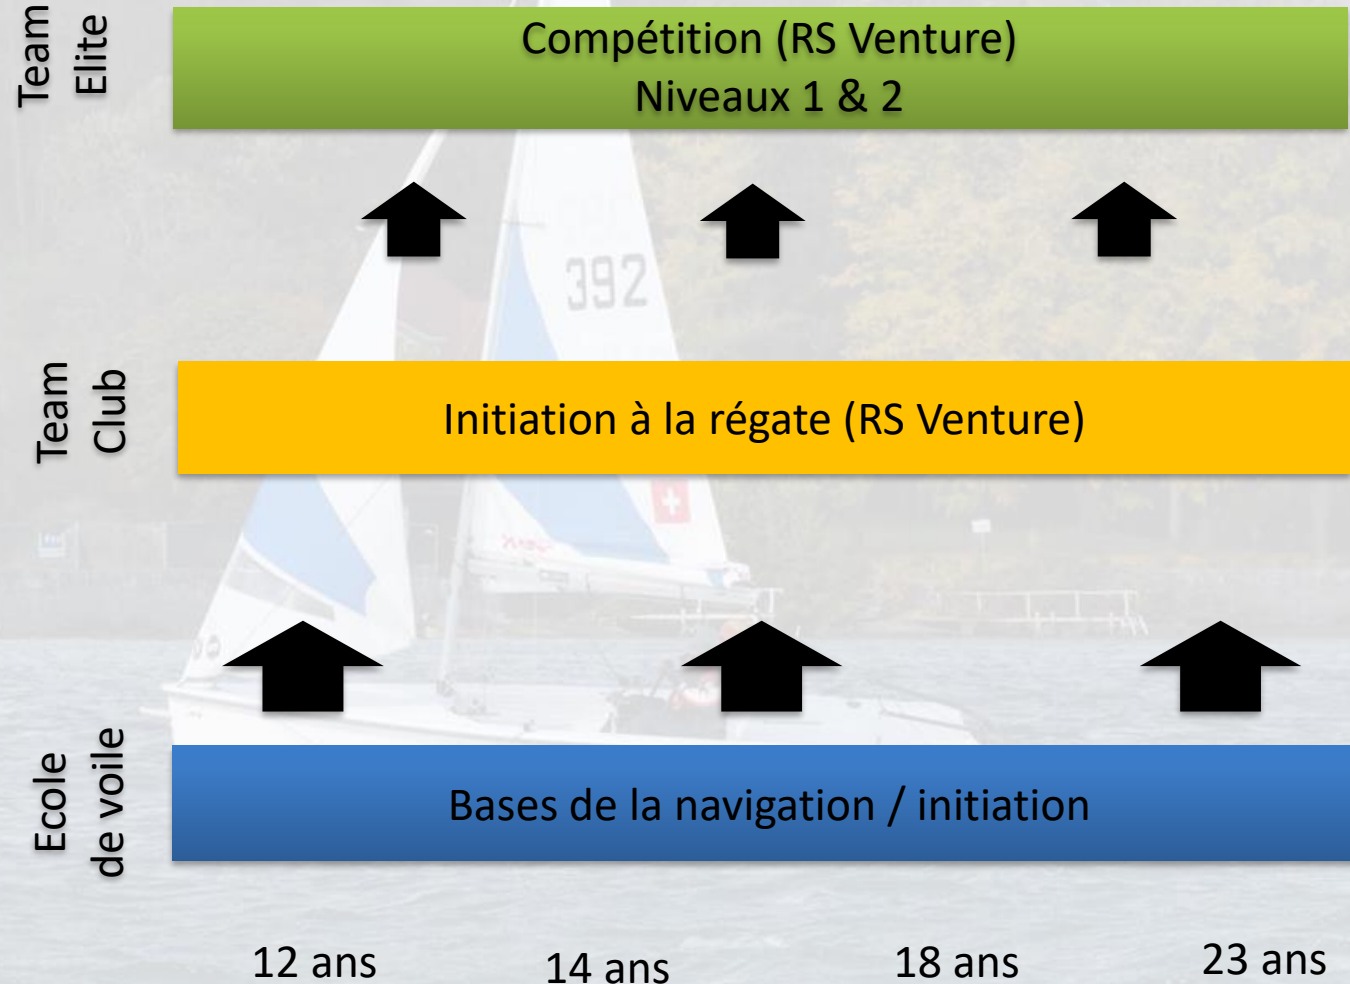 Team
Elite
Compétition (RS Venture)
Niveaux 1 & 2
392
Team
Club
Initiation à la régate (RS Venture)
Ecole
de voile
Bases de la navigation / initiation
12 ans
14 ans
18 ans
23 ans